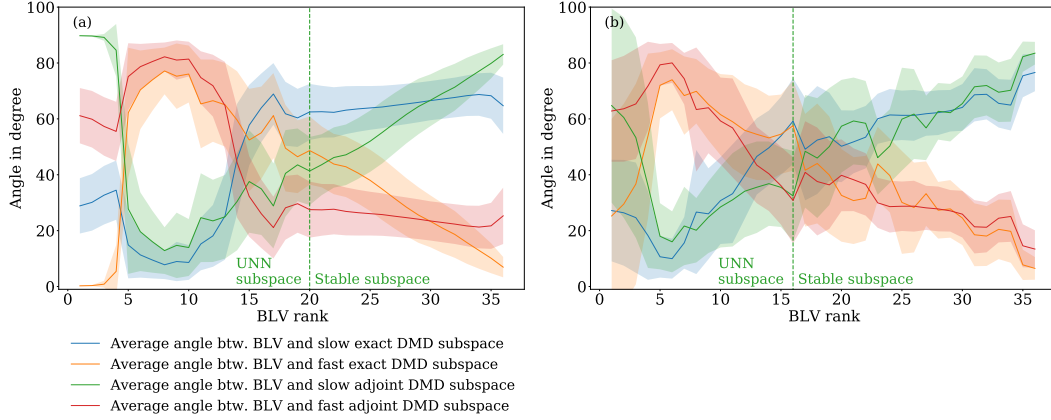 (a)
(b)
100
80
60
40
20
0
Angle in degree
0
5
10
15
20
25
30
35
BLV rank
UNN
subspace
Stable subspace
100
80
60
40
20
0
Angle in degree
0
5
10
15
20
25
30
35
BLV rank
UNN
subspace
Stable subspace
Average angle btw. BLV and slow exact DMD subspace
Average angle btw. BLV and fast exact DMD subspace
Average angle btw. BLV and slow adjoint DMD subspace
Average angle btw. BLV and fast adjoint DMD subspace